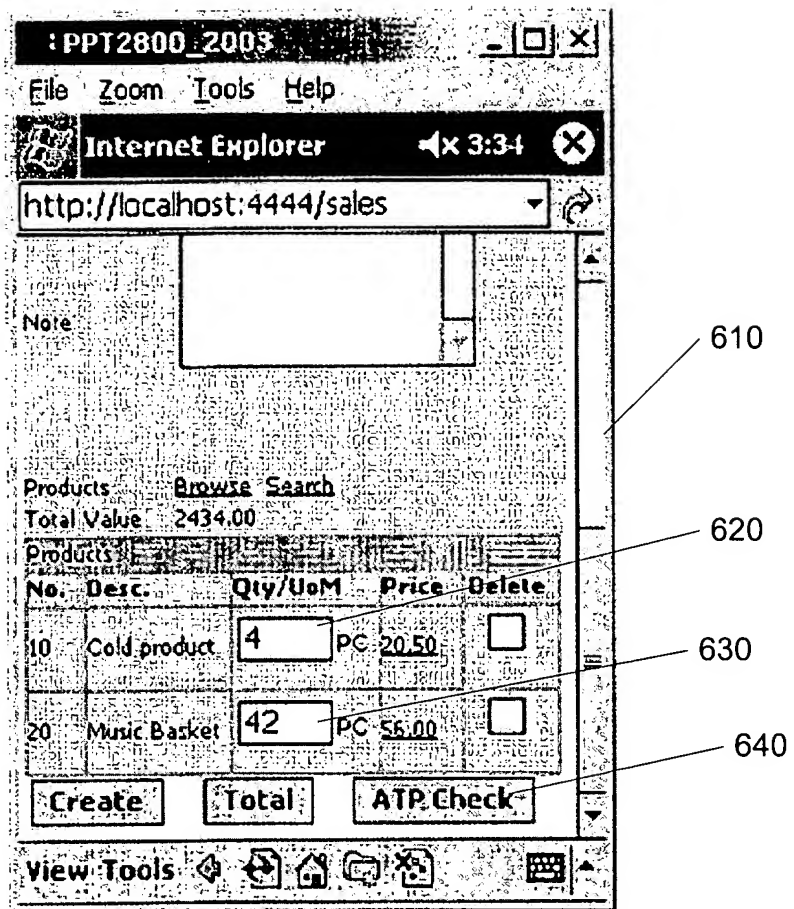 :PPT2800_2003
File Zoom Tools Help
Internet Explorer 3:34
http://localhost:4444/sales
Note
610
Products Browse Search
Total Value 2434.00
620
Products
No. Desc. Qty/UoM Price Delete
10 Cold product 4 PC 20.50
630
20 Music Basket 42 PC 56.00
640
Create Total ATP Check
View Tools